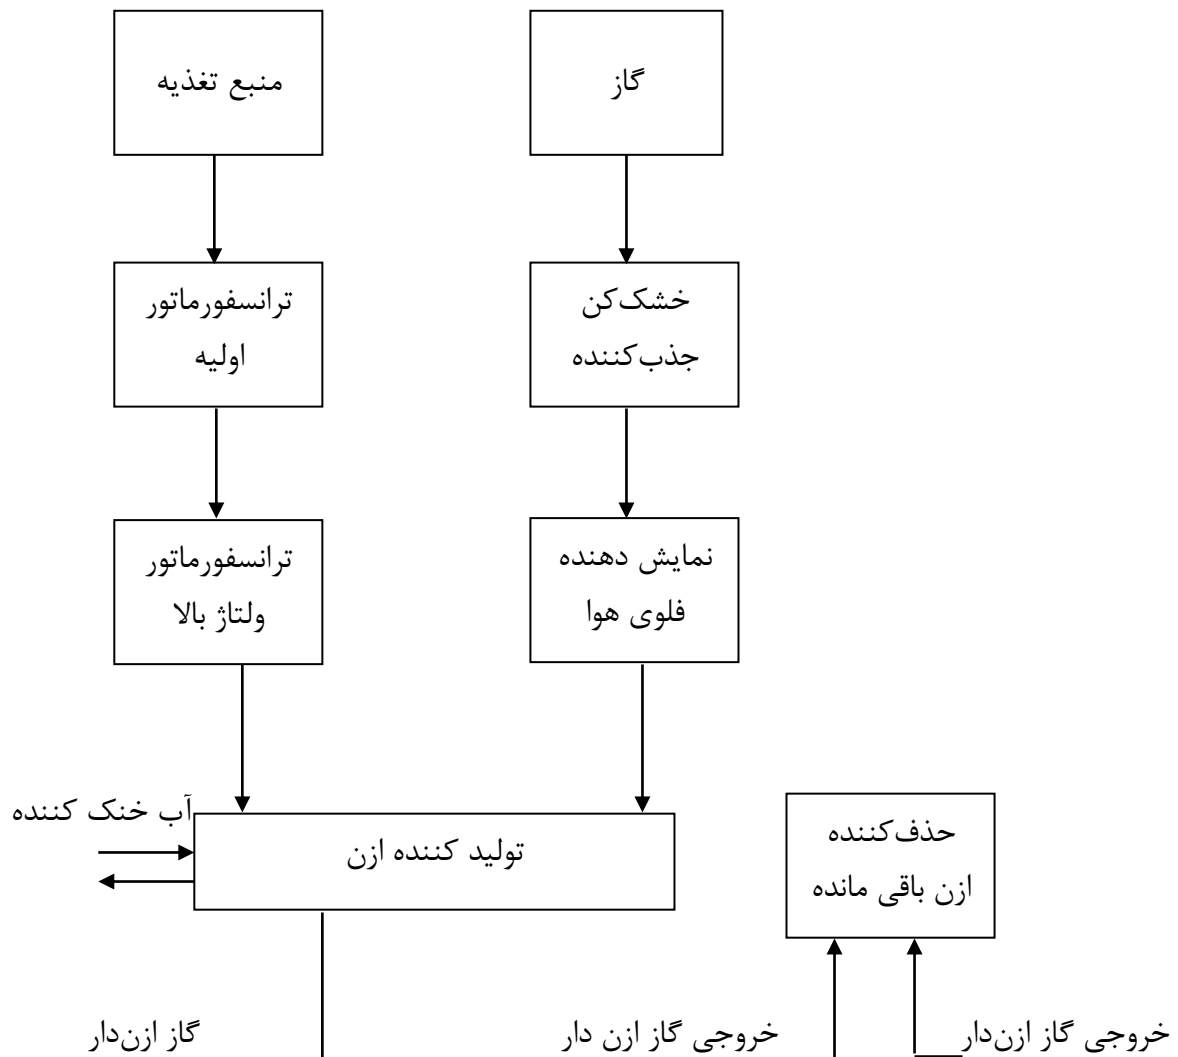 گاز
منبع تغذیه
خشک‌کن
جذب‌کننده
ترانسفورماتور
اولیه
نمایش دهنده
فلوی هوا
ترانسفورماتور
ولتاژ بالا
آب خنک کننده
تولید کننده ازن
حذف‌کننده
ازن باقی مانده
خروجی گاز ازن‌دار
خروجی گاز ازن دار
گاز ازن‌دار